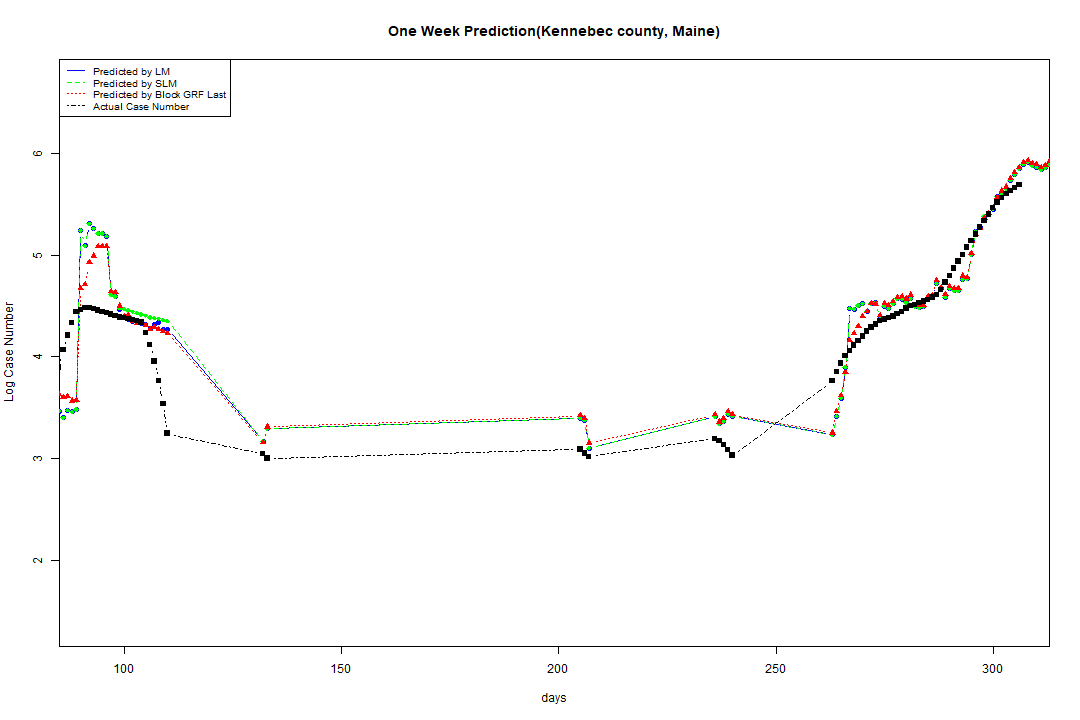 One Week Prediction(Kennebec county, Maine)
Predicted by LM
Predicted by SLM
Predicted by Block GRF Last
Actual Case Number
6
5
4
3
2
Log Case Number
100 150 200 250 300
days